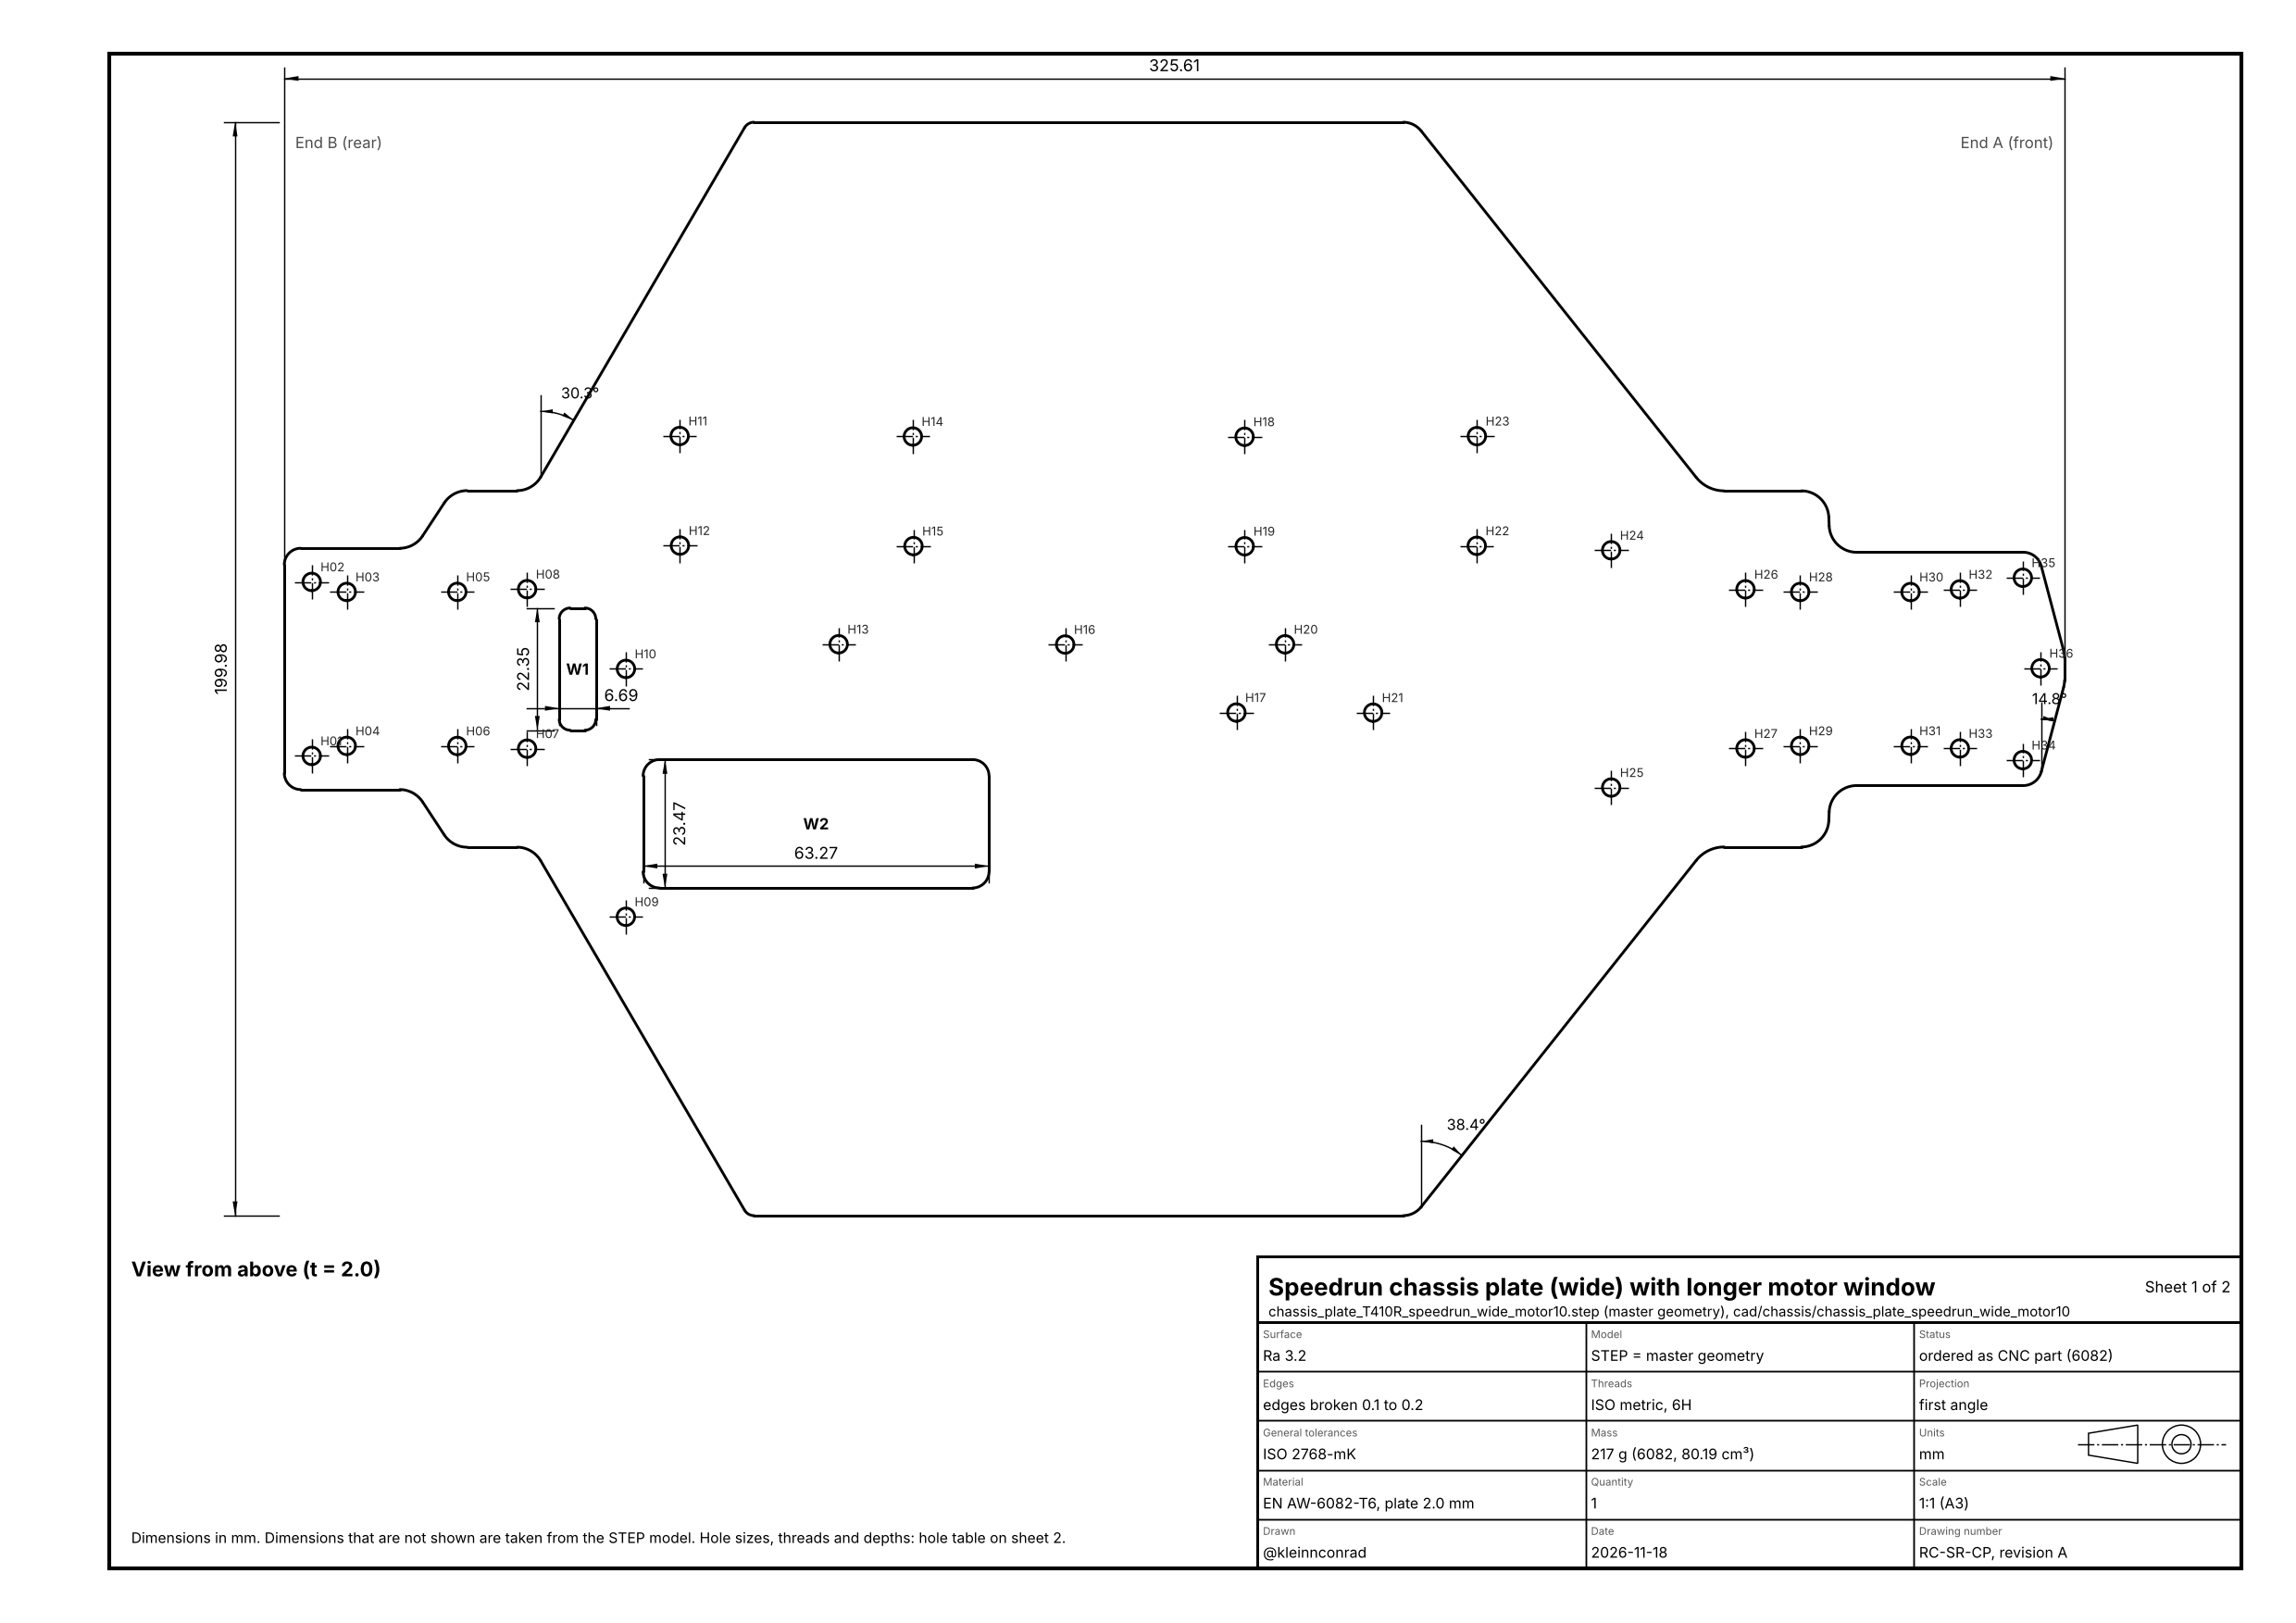 325.61
End B (rear)
End A (front)
199.98
30.3°
H11
H14
H18
H23
H12
H15
H19
H22
H24
H02
H03
H05
H08
H26
H28
H30
H32
H35
H13
H16
H20
H10
H36
22.35
W1
6.69
14.8°
H17
H21
H01
H04
H06
H07
H27
H29
H31
H33
H34
H25
23.47
W2
63.27
H09
38.4°
View from above (t = 2.0)
Speedrun chassis plate (wide) with longer motor window
Sheet 1 of 2
chassis_plate_T410R_speedrun_wide_motor10.step (master geometry), cad/chassis/chassis_plate_speedrun_wide_motor10
Surface
Ra 3.2
Model
STEP = master geometry
Status
ordered as CNC part (6082)
Edges
edges broken 0.1 to 0.2
Threads
ISO metric, 6H
Projection
first angle
General tolerances
ISO 2768-mK
Mass
217 g (6082, 80.19 cm³)
Units
mm
Material
EN AW-6082-T6, plate 2.0 mm
Quantity
1
Scale
1:1 (A3)
Drawn
@kleinnconrad
Date
2026-11-18
Drawing number
RC-SR-CP, revision A
Dimensions in mm. Dimensions that are not shown are taken from the STEP model. Hole sizes, threads and depths: hole table on sheet 2.